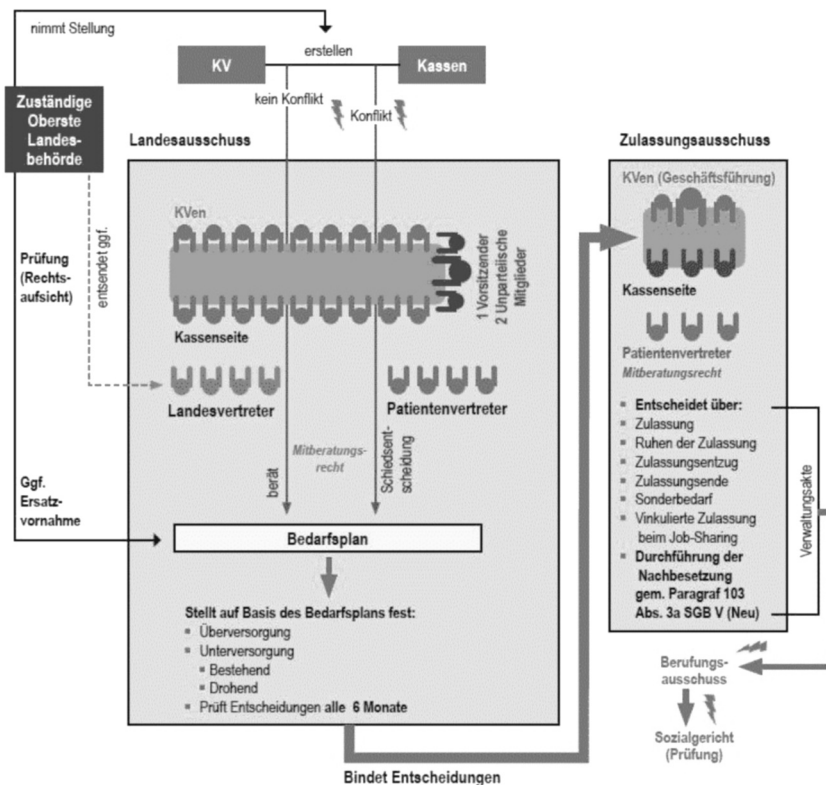 nimmt Stellung
erstellen
KV
Kassen
kein Konflikt
Konflikt
Zuständige
Oberste
Landes-
behörde
Prüfung
(Rechts-
aufsicht)
entsendet ggf.
Ggf.
Ersatz-
vornahme
Landesausschuss
KVen
1 Vorsitzender
2 Unparteiische
Mitglieder
Kassenseite
Landesvertreter
Patientenvertreter
Mitberatungs-
recht
berät
Schiedsent-
scheidung
Bedarfsplan
Stellt auf Basis des Bedarfsplans fest:
Überversorgung
Unterversorgung
Bestehend
Drohend
Prüft Entscheidungen alle 6 Monate
Bindet Entscheidungen
Zulassungsausschuss
KVen (Geschäftsführung)
Kassenseite
Patientenvertreter
Mitberatungsrecht
Entscheidet über:
Zulassung
Ruhen der Zulassung
Zulassungsentzug
Zulassungsende
Sonderbedarf
Vinkulierte Zulassung
beim Job-Sharing
Durchführung der
Nachbesetzung
gem. Paragraf 103
Abs. 3a SGB V (Neu)
Verwaltungsakte
Berufungs-
ausschuss
Sozialgericht
(Prüfung)